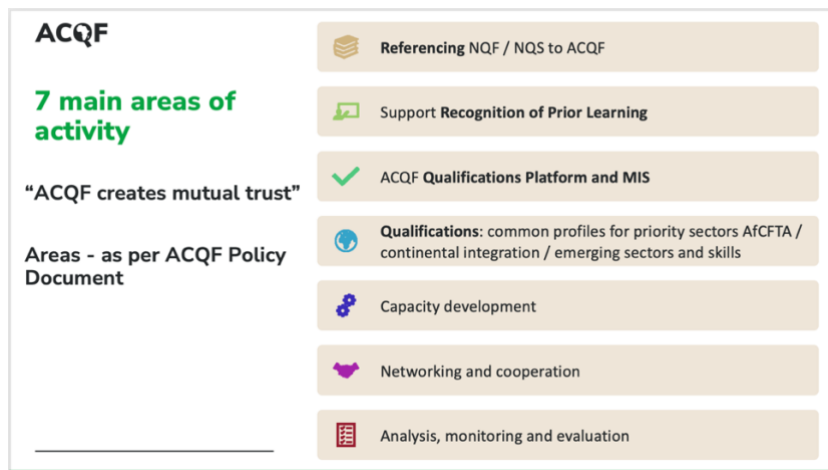 ACQF
7 main areas of
activity
“ACQF creates mutual trust”
Areas - as per ACQF Policy
Document
Referencing NQF / NQS to ACQF
Support Recognition of Prior Learning
ACQF Qualifications Platform and MIS
Qualifications: common profiles for priority sectors AfCFTA /
continental integration / emerging sectors and skills
Capacity development
Networking and cooperation
Analysis, monitoring and evaluation